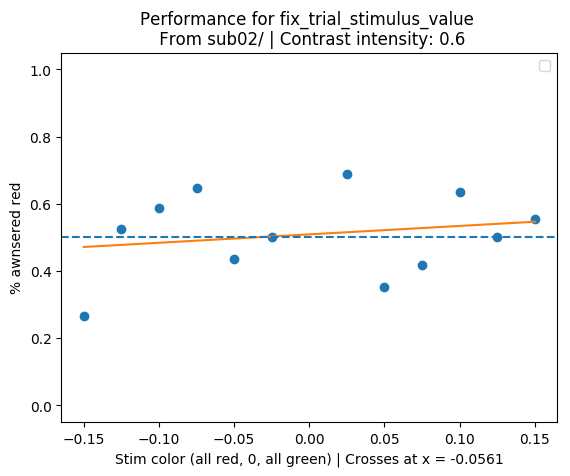 Performance for fix_trial_stimulus_value
From sub02/ | Contrast intensity: 0.6
1.0
0.8
0.6
0.4
0.2
0.0
% awnsered red
−0.15 −0.10 −0.05 0.00 0.05 0.10 0.15
Stim color (all red, 0, all green) | Crosses at x = -0.0561